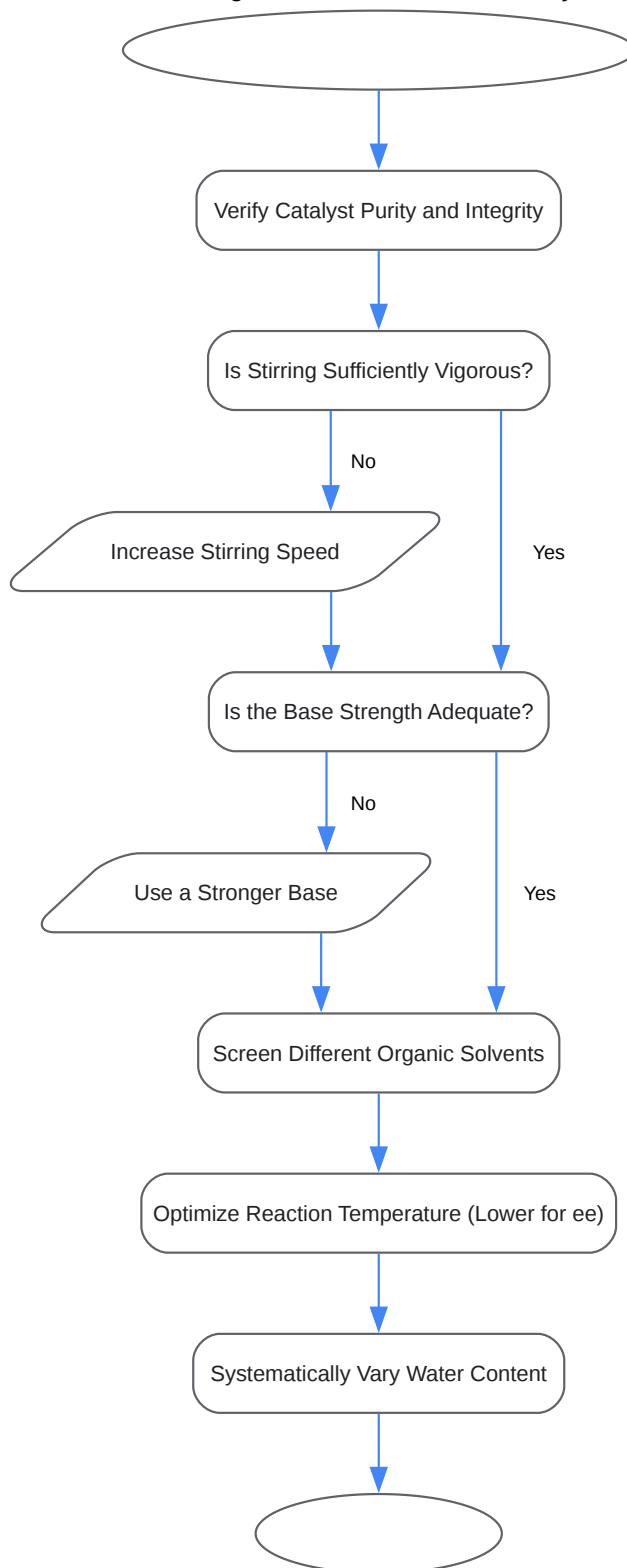 Verify Catalyst Purity and Integrity
Is Stirring Sufficiently Vigorous?
No
Increase Stirring Speed
Yes
Is the Base Strength Adequate?
No
Use a Stronger Base
Yes
Screen Different Organic Solvents
Optimize Reaction Temperature (Lower for ee)
Systematically Vary Water Content